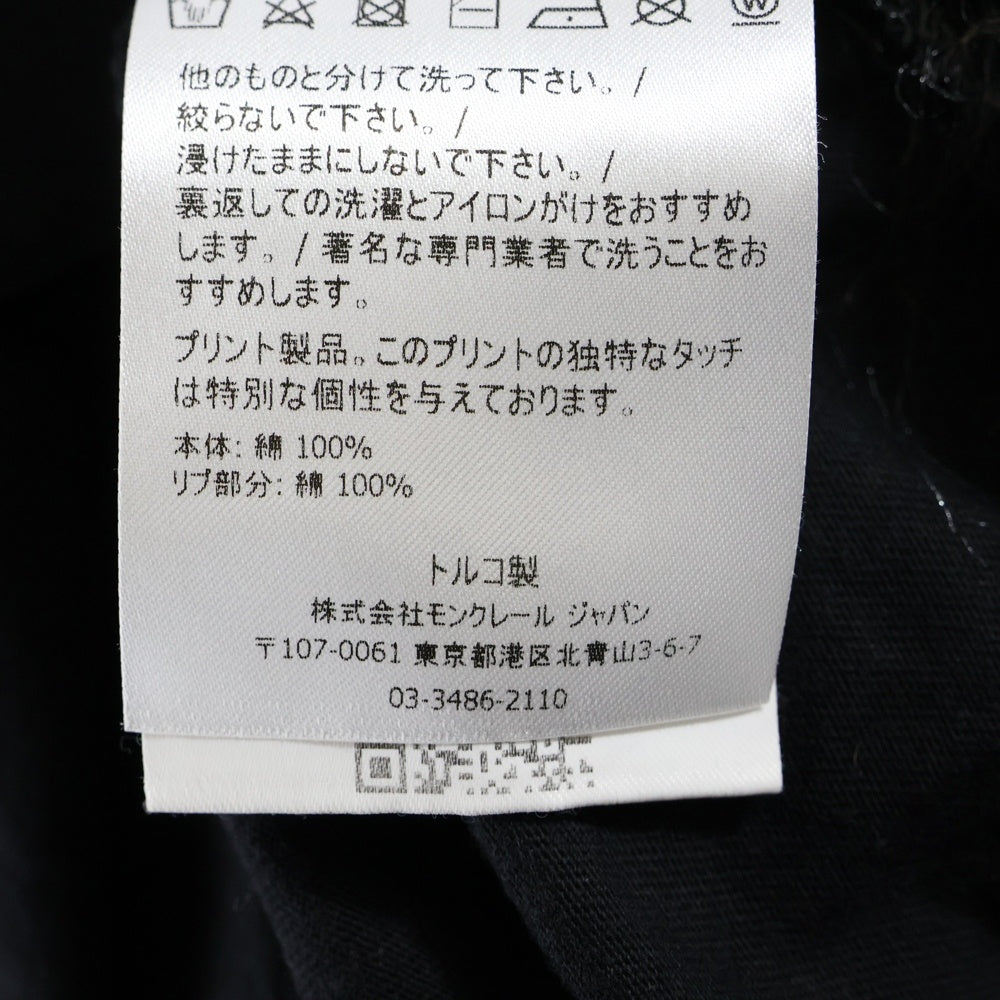 他のものと分けて洗って下さい。/
絞らないで下さい。/
浸けたままにしないで下さい。/
裏返しての洗濯とアイロンがけをおすすめ
します。/ 著名な専門業者で洗うことをお
すすめします。
プリント製品。このプリントの独特なタッチ
は特別な個性を与えております。
本体: 綿 100%
リブ部分: 綿 100%
トルコ製
株式会社モンクレール ジャパン
〒107-0061 東京都港区北青山3-6-7
03-3486-2110